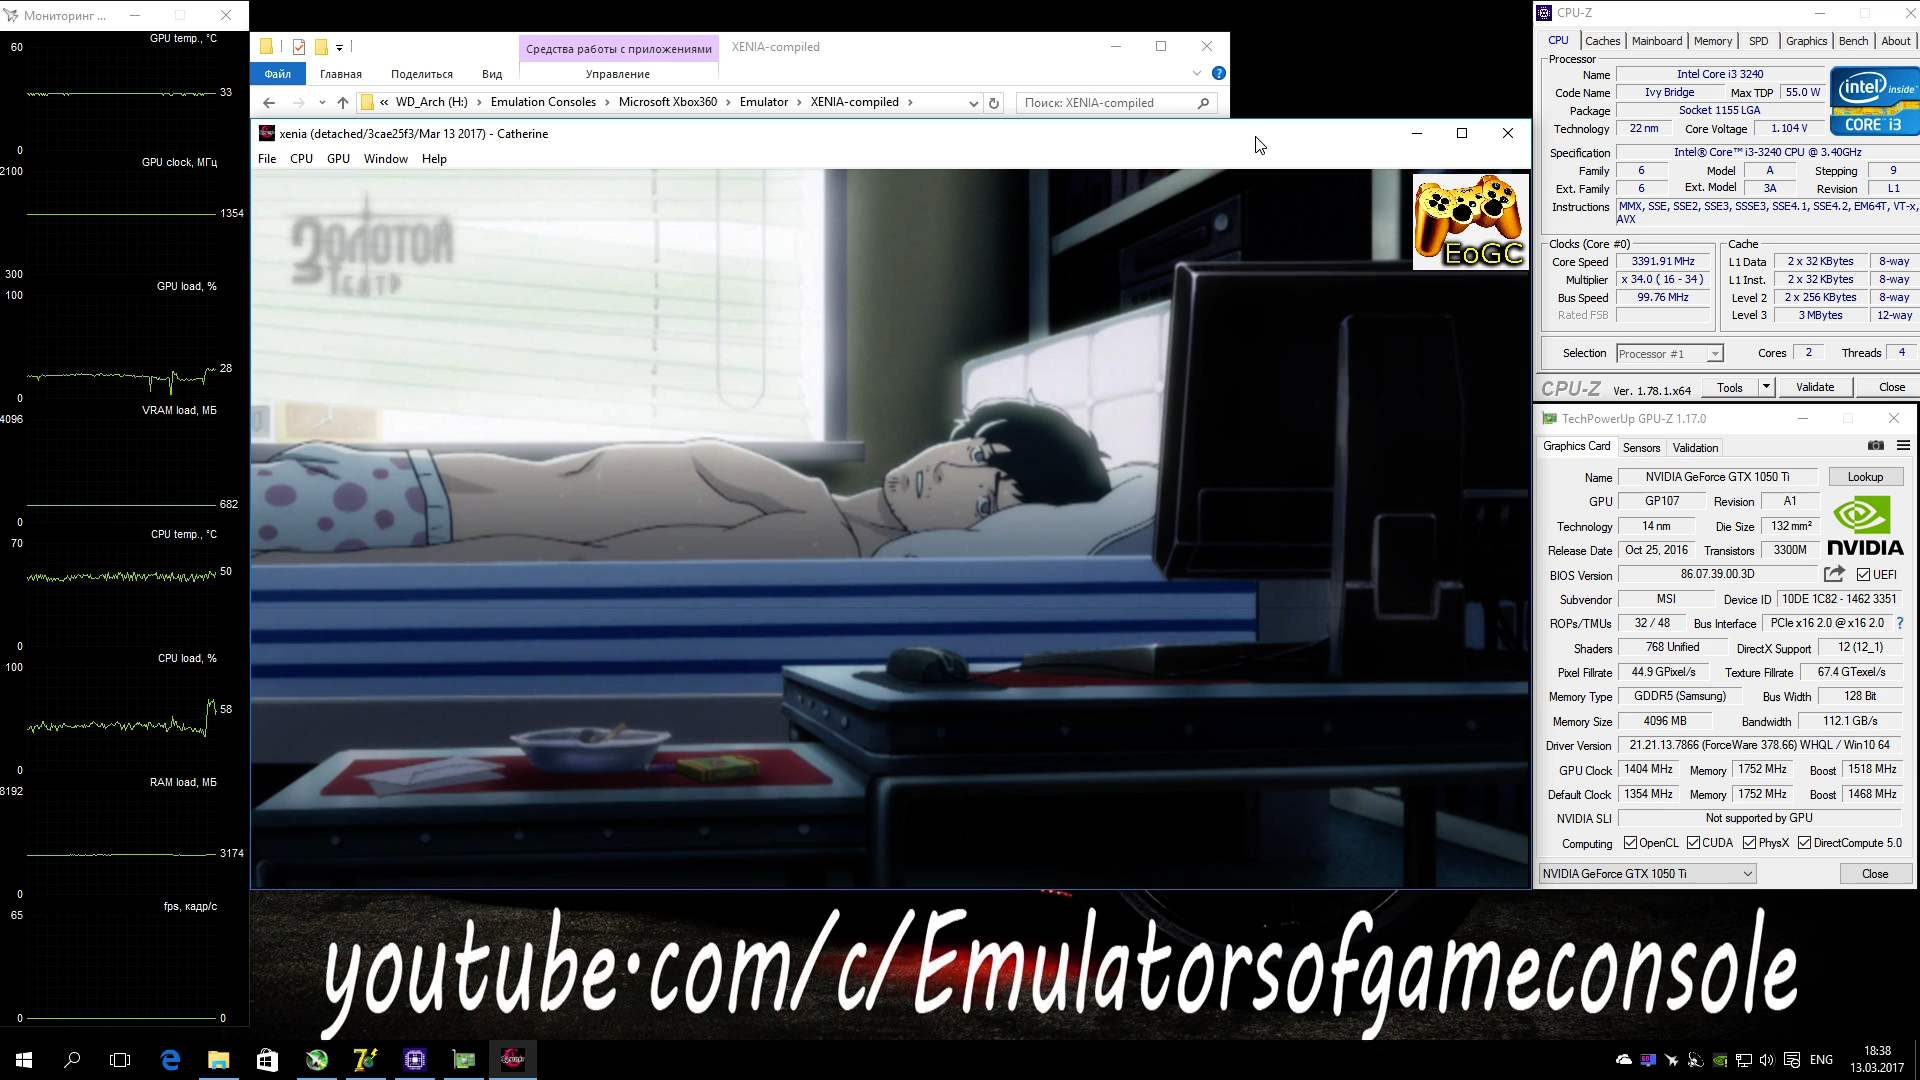 Мониторинг ...
GPU temp., °C
60
33
0
GPU clock, МГц
2100
1354
300
GPU load, %
100
28
0
VRAM load, МБ
4096
682
0
CPU temp., °C
70
50
0
CPU load, %
100
58
0
RAM load, МБ
8192
3174
0
fps, кадр/с
65
0
0
Средства работы с приложениями
XENIA-compiled
Файл
Главная
Поделиться
Вид
Управление
« WD_Arch (H:) > Emulation Consoles > Microsoft Xbox360 > Emulator > XENIA-compiled >
Поиск: XENIA-compiled
xenia (detached/3cae25f3/Mar 13 2017) - Catherine
File CPU GPU Window Help
Золотой
Театр
EoGC
CPU-Z
CPU Caches Mainboard Memory SPD Graphics Bench About
Processor
Name Intel Core i3 3240
Code Name Ivy Bridge Max TDP 55.0 W
Package Socket 1155 LGA
Technology 22 nm Core Voltage 1.104 V
intel inside™
CORE i3
Specification Intel® Core™ i3-3240 CPU @ 3.40GHz
Family 6 Model A Stepping 9
Ext. Family 6 Ext. Model 3A Revision L1
Instructions MMX, SSE, SSE2, SSE3, SSSE3, SSE4.1, SSE4.2, EM64T, VT-x,
AVX
Clocks (Core #0)
Core Speed 3391.91 MHz
Multiplier x 34.0 ( 16 - 34 )
Bus Speed 99.76 MHz
Rated FSB
Cache
L1 Data 2 x 32 KBytes 8-way
L1 Inst. 2 x 32 KBytes 8-way
Level 2 2 x 256 KBytes 8-way
Level 3 3 MBytes 12-way
Selection Processor #1 Cores 2 Threads 4
CPU-Z Ver. 1.78.1.x64 Tools Validate Close
TechPowerUp GPU-Z 1.17.0
Graphics Card Sensors Validation
Name NVIDIA GeForce GTX 1050 Ti Lookup
GPU GP107 Revision A1
Technology 14 nm Die Size 132 mm²
Release Date Oct 25, 2016 Transistors 3300M
NVIDIA
BIOS Version 86.07.39.00.3D UEFI
Subvendor MSI Device ID 10DE 1C82 - 1462 3351
ROPs/TMUs 32 / 48 Bus Interface PCIe x16 2.0 @ x16 2.0 ?
Shaders 768 Unified DirectX Support 12 (12_1)
Pixel Fillrate 44.9 GPixel/s Texture Fillrate 67.4 GTexel/s
Memory Type GDDR5 (Samsung) Bus Width 128 Bit
Memory Size 4096 MB Bandwidth 112.1 GB/s
Driver Version 21.21.13.7866 (ForceWare 378.66) WHQL / Win10 64
GPU Clock 1404 MHz Memory 1752 MHz Boost 1518 MHz
Default Clock 1354 MHz Memory 1752 MHz Boost 1468 MHz
NVIDIA SLI Not supported by GPU
Computing OpenCL CUDA PhysX DirectCompute 5.0
NVIDIA GeForce GTX 1050 Ti Close
youtube.com/c/Emulatorsofgameconsole
ENG
18:38
13.03.2017